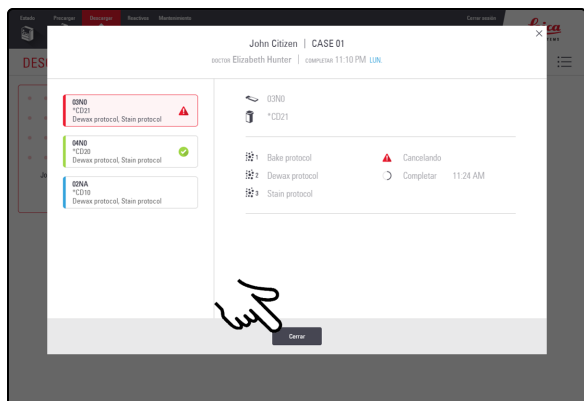 Estado Precargar Descargar Reactivos Mantenimiento Cerrar sesión
John Citizen | CASE 01
DOCTOR Elizabeth Hunter | COMPLETAR 11:10 PM LUN.
03N0
*CD21
Dewax protocol, Stain protocol
04N0
*CD20
Dewax protocol, Stain protocol
02NA
*CD10
Dewax protocol, Stain protocol
03N0
*CD21
1 Bake protocol Cancelando
2 Dewax protocol Completar 11:24 AM
3 Stain protocol
Cerrar
DES
Jo